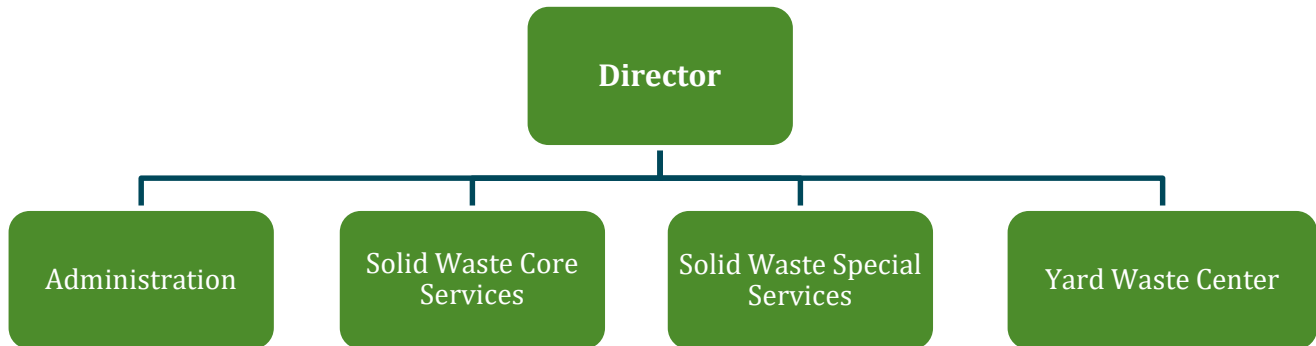 Director
Administration
Solid Waste Core
Services
Solid Waste Special
Services
Yard Waste Center